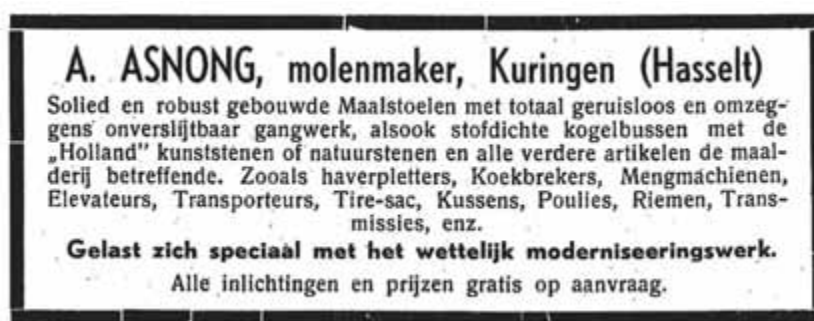 A. ASNONG, molenmaker, Kuringen (Hasselt)
Solied en robust gebouwde Maalstoelen met totaal geruisloos en omzeg-
gens onverslijtbaar gangwerk, alsook stofdichte kogelbussen met de
„Holland” kunststenen of natuurstenen en alle verdere artikelen de maal-
derij betreffende. Zooals haverpletters, Koekbrekers, Mengmachienen,
Elevateurs, Transporteurs, Tire-sac, Kussens, Poulies, Riemen, Trans-
missies, enz.
Gelast zich speciaal met het wettelijk moderniseeringswerk.
Alle inlichtingen en prijzen gratis op aanvraag.